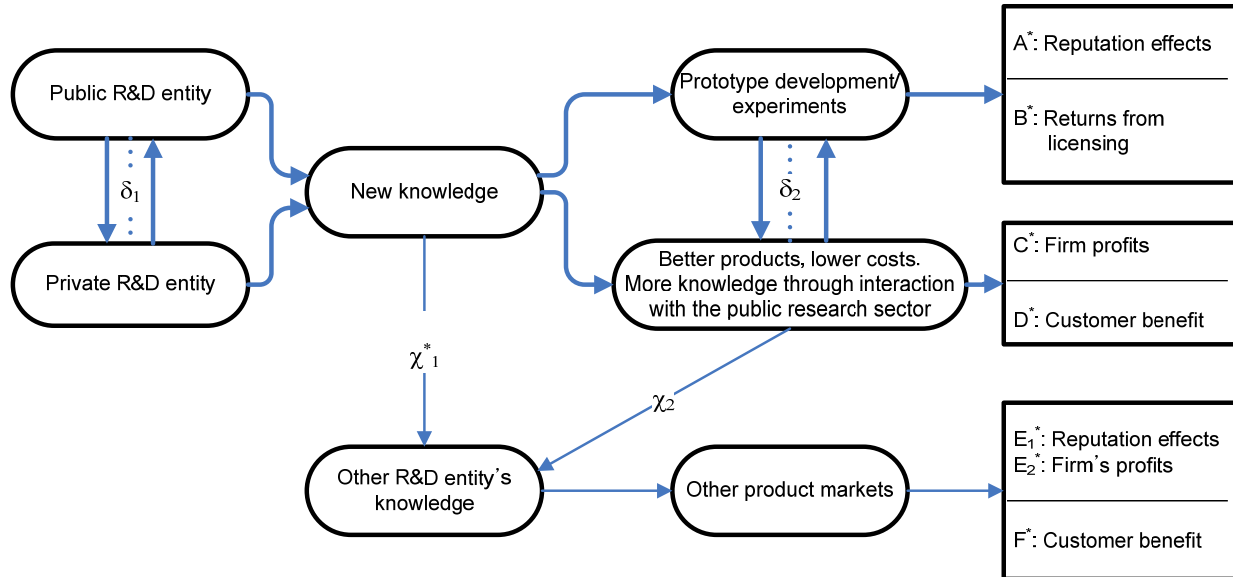 Public R&D entity
δ1
Private R&D entity
New knowledge
Prototype development/
experiments
δ2
Better products, lower costs.
More knowledge through interaction
with the public research sector
A*: Reputation effects
B*: Returns from
licensing
C*: Firm profits
D*: Customer benefit
χ*1
χ2
Other R&D entity's
knowledge
Other product markets
E1*: Reputation effects
E2*: Firm's profits
F*: Customer benefit